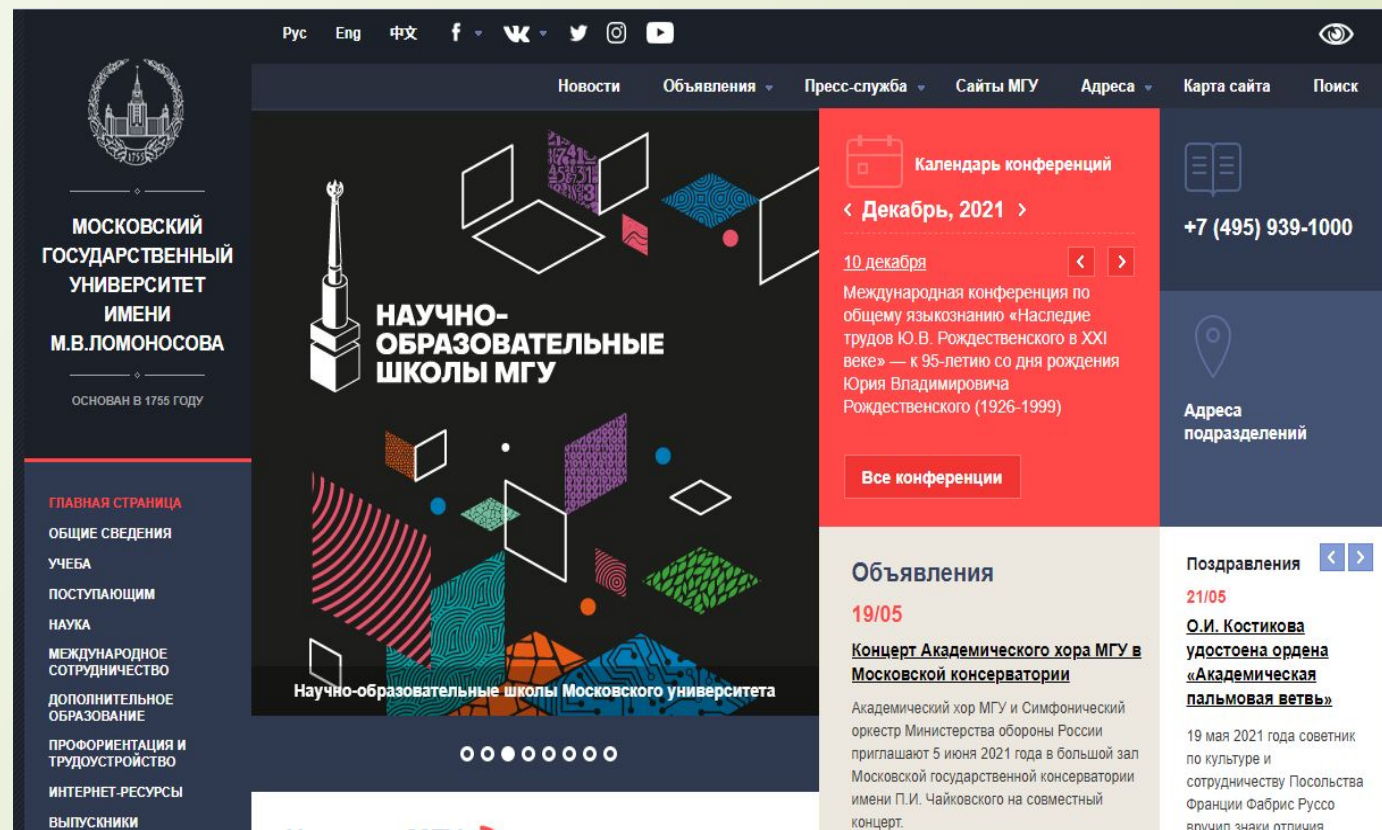 Рус Eng 中文
Новости Объявления Пресс-служба Сайты МГУ Адреса Карта сайта Поиск
1755
МОСКОВСКИЙ
ГОСУДАРСТВЕННЫЙ
УНИВЕРСИТЕТ
ИМЕНИ
М.В.ЛОМОНОСОВА
ОСНОВАН В 1755 ГОДУ
ГЛАВНАЯ СТРАНИЦА
ОБЩИЕ СВЕДЕНИЯ
УЧЕБА
ПОСТУПАЮЩИМ
НАУКА
МЕЖДУНАРОДНОЕ
СОТРУДНИЧЕСТВО
ДОПОЛНИТЕЛЬНОЕ
ОБРАЗОВАНИЕ
ПРОФОРИЕНТАЦИЯ И
ТРУДОУСТРОЙСТВО
ИНТЕРНЕТ-РЕСУРСЫ
ВЫПУСКНИКИ
НАУЧНО-
ОБРАЗОВАТЕЛЬНЫЕ
ШКОЛЫ МГУ
Научно-образовательные школы Московского университета
Календарь конференций
‹ Декабрь, 2021 ›
10 декабря
Международная конференция по
общему языкознанию «Наследие
трудов Ю.В. Рождественского в XXI
веке» — к 95-летию со дня рождения
Юрия Владимировича
Рождественского (1926-1999)
Все конференции
+7 (495) 939-1000
Адреса
подразделений
Объявления
19/05
Концерт Академического хора МГУ в
Московской консерватории
Академический хор МГУ и Симфонический
оркестр Министерства обороны России
приглашают 5 июня 2021 года в большой зал
Московской государственной консерватории
имени П.И. Чайковского на совместный
концерт.
Поздравления
21/05
О.И. Костикова
удостоена ордена
«Академическая
пальмовая ветвь»
19 мая 2021 года советник
по культуре и
сотрудничеству Посольства
Франции Фабрис Руссо
вручил знаки отличия